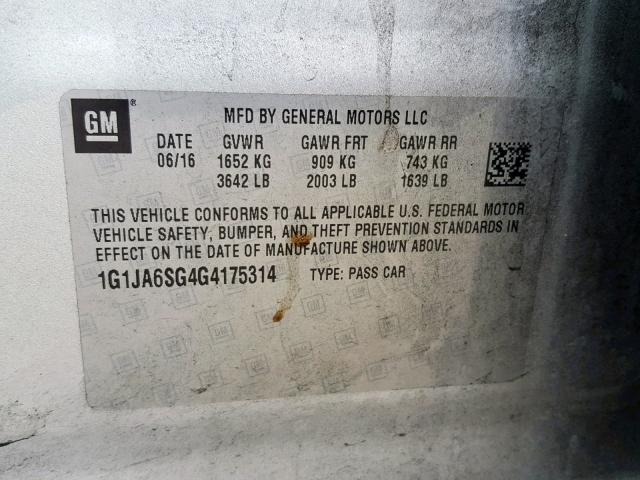 GM ®
MFD BY GENERAL MOTORS LLC
DATE GVWR GAWR FRT GAWR RR
06/16 1652 KG 909 KG 743 KG
3642 LB 2003 LB 1639 LB
THIS VEHICLE CONFORMS TO ALL APPLICABLE U.S. FEDERAL MOTOR
VEHICLE SAFETY, BUMPER, AND THEFT PREVENTION STANDARDS IN
EFFECT ON THE DATE OF MANUFACTURE SHOWN ABOVE.
1G1JA6SG4G4175314 TYPE: PASS CAR